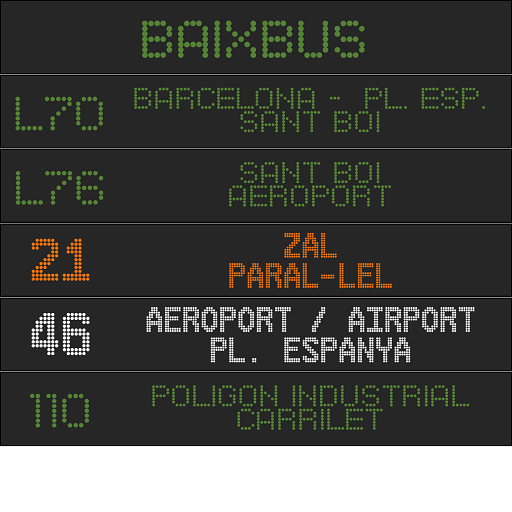 BAIXBUS
L70
BARCELONA - PL. ESP.
SANT BOI
L76
SANT BOI
AEROPORT
21
ZAL
PARAL-LEL
46
AEROPORT / AIRPORT
PL. ESPANYA
110
POLIGON INDUSTRIAL
CARRILET